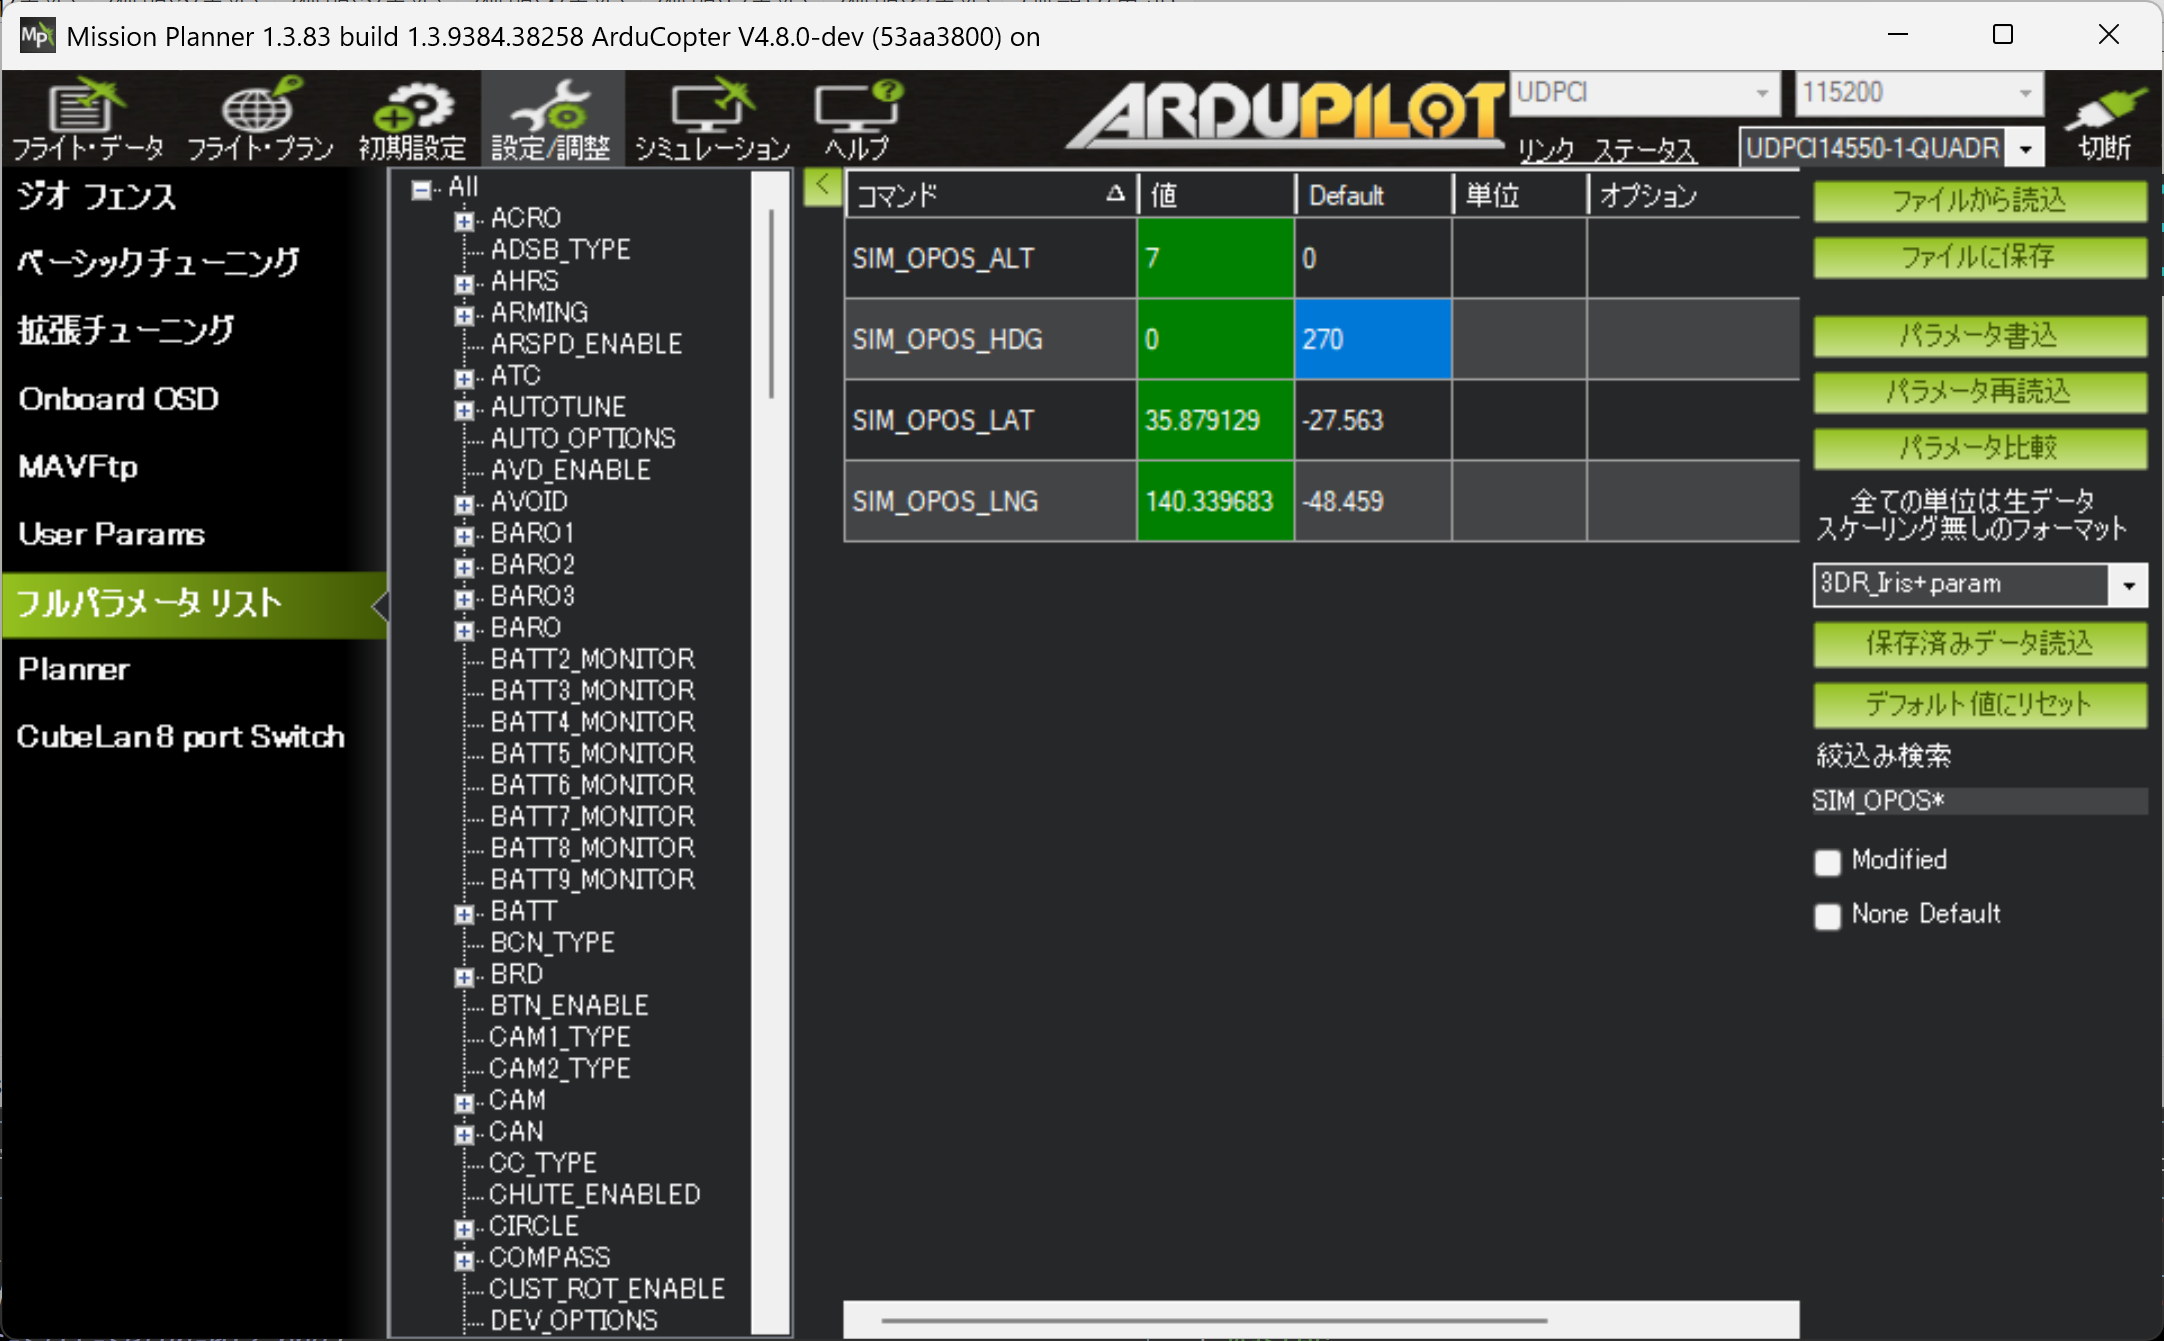 Mission Planner 1.3.83 build 1.3.9384.38258 ArduCopter V4.8.0-dev (53aa3800) on
フライト・データ
フライト・プラン
初期設定
設定/調整
シミュレーション
ヘルプ
ARDUPILOT
UDPCl
115200
リンク ステータス
UDPCl14550-1-QUADR
切断
ジオ フェンス
ベーシックチューニング
拡張チューニング
Onboard OSD
MAVFtp
User Params
フルパラメータ リスト
Planner
CubeLan 8 port Switch
All
ACRO
ADSB_TYPE
AHRS
ARMING
ARSPD_ENABLE
ATC
AUTOTUNE
AUTO_OPTIONS
AVD_ENABLE
AVOID
BARO1
BARO2
BARO3
BARO
BATT2_MONITOR
BATT3_MONITOR
BATT4_MONITOR
BATT5_MONITOR
BATT6_MONITOR
BATT7_MONITOR
BATT8_MONITOR
BATT9_MONITOR
BATT
BCN_TYPE
BRD
BTN_ENABLE
CAM1_TYPE
CAM2_TYPE
CAM
CAN
CC_TYPE
CHUTE_ENABLED
CIRCLE
COMPASS
CUST_ROT_ENABLE
DEV_OPTIONS
コマンド 値 Default 単位 オプション
SIM_OPOS_ALT 7 0
SIM_OPOS_HDG 0 270
SIM_OPOS_LAT 35.879129 -27.563
SIM_OPOS_LNG 140.339683 -48.459
ファイルから読込
ファイルに保存
パラメータ書込
パラメータ再読込
パラメータ比較
全ての単位は生データ
スケーリング無しのフォーマット
3DR_Iris+.param
保存済みデータ読込
デフォルト値にリセット
絞込み検索
SIM_OPOS*
Modified
None Default